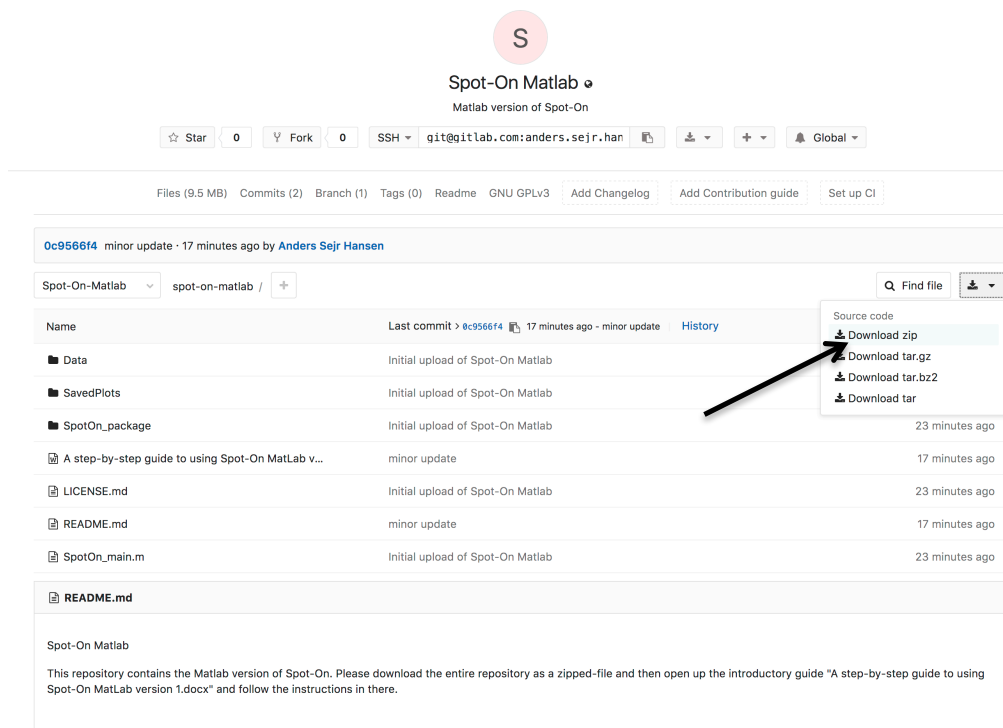 S
Spot-On Matlab
Matlab version of Spot-On
Star 0 Fork 0 SSH git@gitlab.com:anders.sejr.han Global
Files (9.5 MB) Commits (2) Branch (1) Tags (0) Readme GNU GPLv3 Add Changelog Add Contribution guide Set up CI
0c9566f4 minor update · 17 minutes ago by Anders Sejr Hansen
Spot-On-Matlab spot-on-matlab / + Find file
Source code
Download zip
Download tar.gz
Download tar.bz2
Download tar
Name Last commit > 0c9566f4 17 minutes ago - minor update History
Data Initial upload of Spot-On Matlab
SavedPlots Initial upload of Spot-On Matlab
SpotOn_package Initial upload of Spot-On Matlab 23 minutes ago
A step-by-step guide to using Spot-On MatLab v... minor update 17 minutes ago
LICENSE.md Initial upload of Spot-On Matlab 23 minutes ago
README.md minor update 17 minutes ago
SpotOn_main.m Initial upload of Spot-On Matlab 23 minutes ago
README.md
Spot-On Matlab
This repository contains the Matlab version of Spot-On. Please download the entire repository as a zipped-file and then open up the introductory guide "A step-by-step guide to using
Spot-On MatLab version 1.docx" and follow the instructions in there.